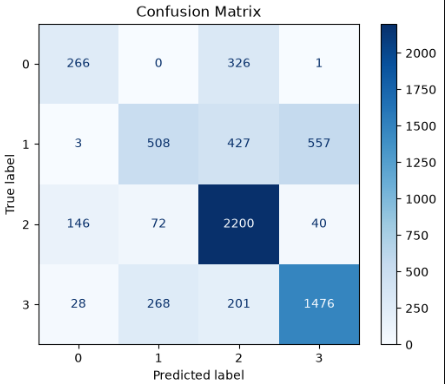 Confusion Matrix
True label
0 266 0 326 1
1 3 508 427 557
2 146 72 2200 40
3 28 268 201 1476
0 1 2 3
Predicted label
2000
1750
1500
1250
1000
750
500
250
0